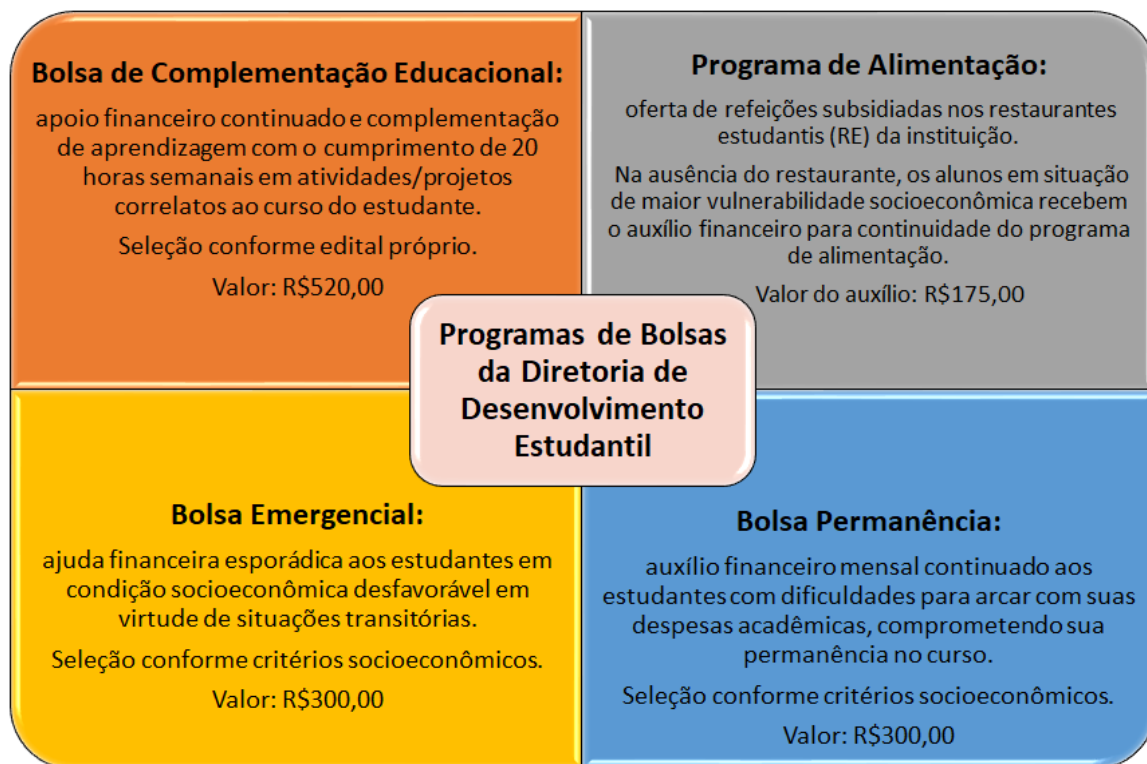 Bolsa de Complementação Educacional:
apoio financeiro continuado e complementação
de aprendizagem com o cumprimento de 20
horas semanais em atividades/projetos
correlatos ao curso do estudante.
Seleção conforme edital próprio.
Valor: R$520,00
Programa de Alimentação:
oferta de refeições subsidiadas nos restaurantes
estudantis (RE) da instituição.
Na ausência do restaurante, os alunos em situação
de maior vulnerabilidade socioeconômica recebem
o auxílio financeiro para continuidade do programa
de alimentação.
Valor do auxílio: R$175,00
Programas de Bolsas
da Diretoria de
Desenvolvimento
Estudantil
Bolsa Emergencial:
ajuda financeira esporádica aos estudantes em
condição socioeconômica desfavorável em
virtude de situações transitórias.
Seleção conforme critérios socioeconômicos.
Valor: R$300,00
Bolsa Permanência:
auxílio financeiro mensal continuado aos
estudantes com dificuldades para arcar com suas
despesas acadêmicas, comprometendo sua
permanência no curso.
Seleção conforme critérios socioeconômicos.
Valor: R$300,00